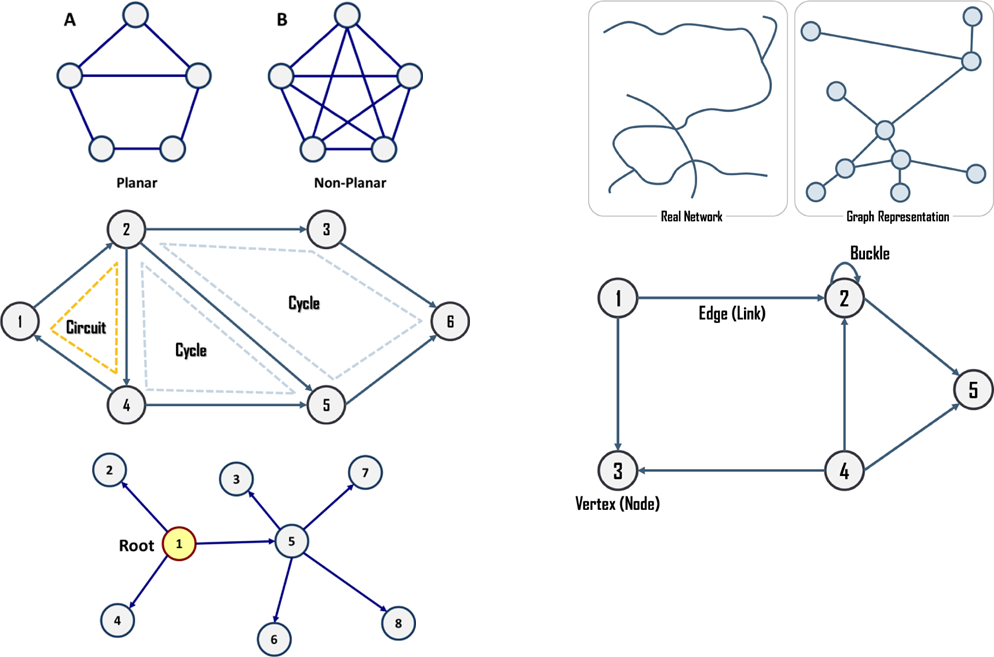 A
B
Planar
Non-Planar
Real Network
Graph Representation
2
3
1
Circuit
Cycle
Cycle
6
4
5
Buckle
1
2
Edge (Link)
5
3
4
Vertex (Node)
2
3
7
Root
1
5
4
6
8